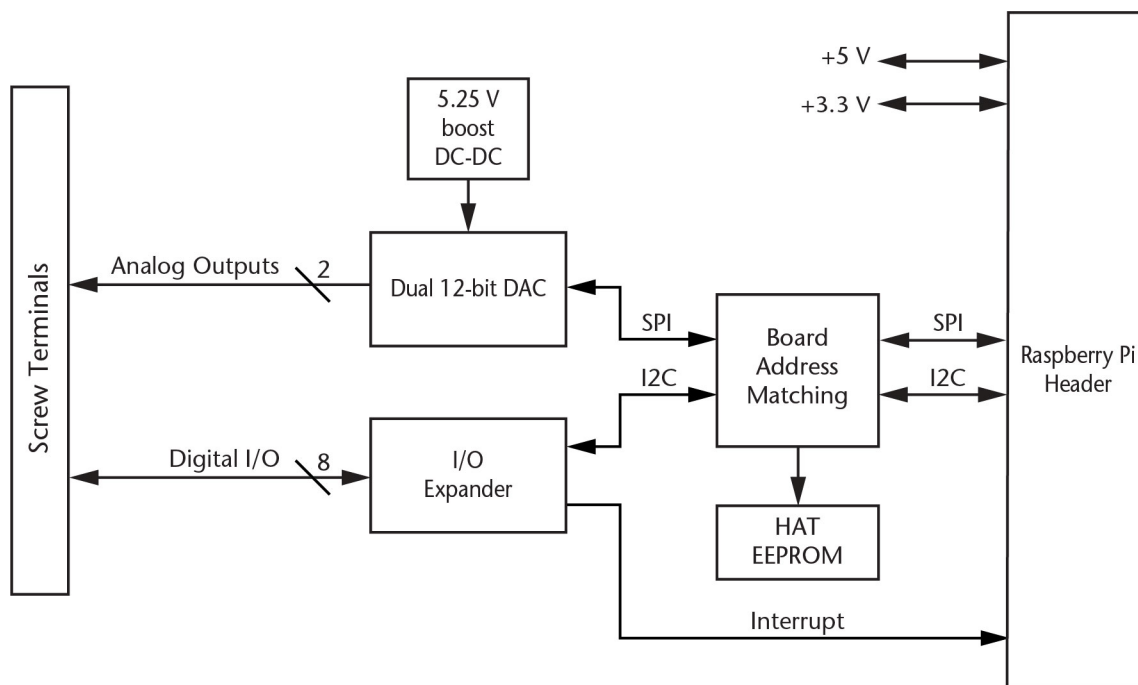 +5 V
+3.3 V
5.25 V
boost
DC-DC
Screw Terminals
Analog Outputs
2
Dual 12-bit DAC
SPI
I2C
Board
Address
Matching
SPI
I2C
Raspberry Pi
Header
Digital I/O
8
I/O
Expander
HAT
EEPROM
Interrupt